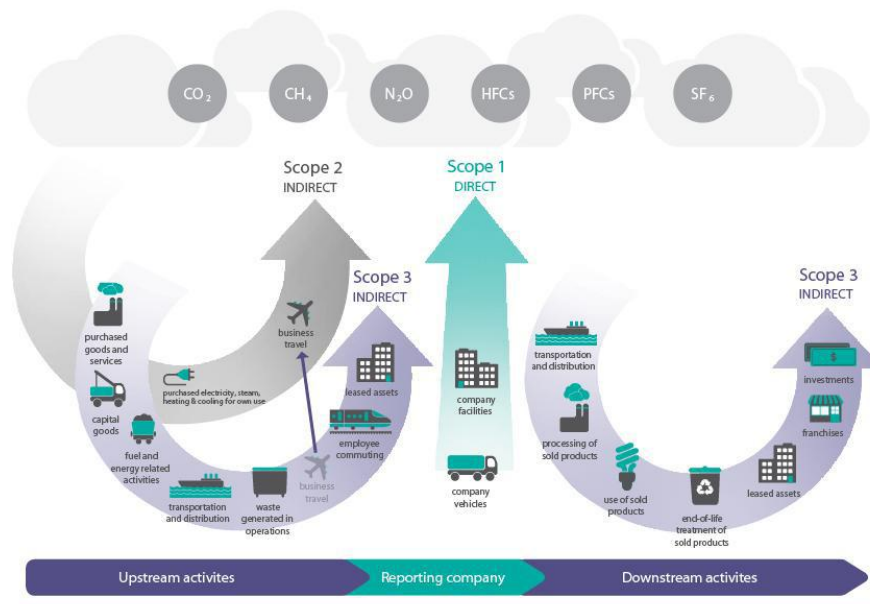 CO₂
CH₄
N₂O
HFCs
PFCs
SF₆
Scope 2
INDIRECT
Scope 1
DIRECT
Scope 3
INDIRECT
Scope 3
INDIRECT
purchased
goods and
services
capital
goods
fuel and
energy related
activities
transportation
and distribution
waste
generated in
operations
business
travel
employee
commuting
leased assets
purchased electricity, steam,
heating & cooling for own use
business
travel
company
facilities
company
vehicles
transportation
and distribution
processing of
sold products
use of sold
products
end-of-life
treatment of
sold products
leased assets
franchises
$
investments
Upstream activites
Reporting company
Downstream activites